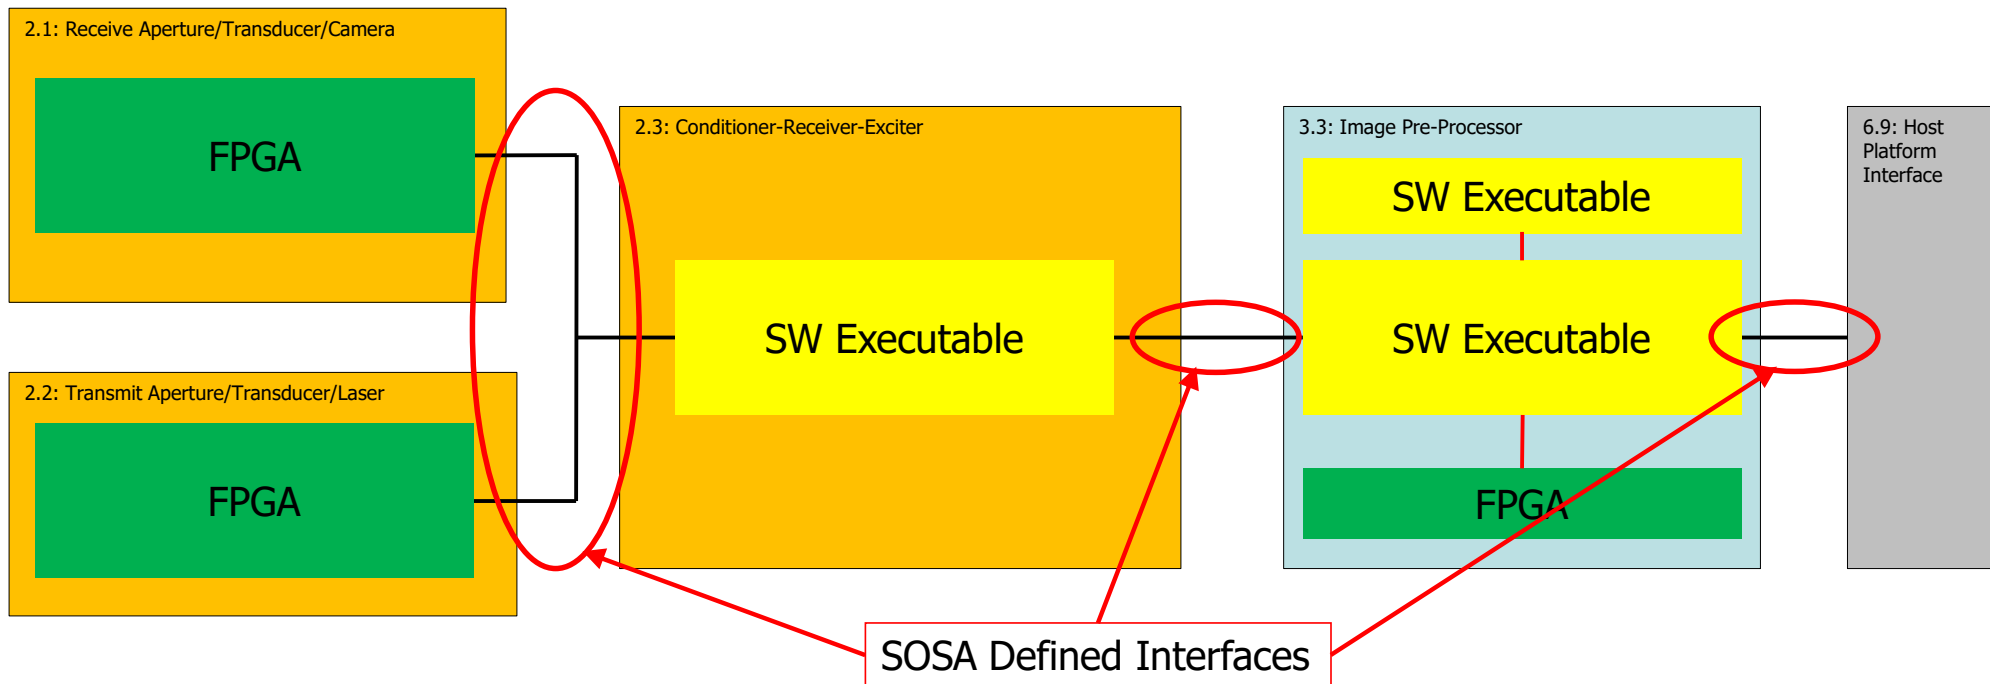 2.1: Receive Aperture/Transducer/Camera
FPGA
2.2: Transmit Aperture/Transducer/Laser
FPGA
2.3: Conditioner-Receiver-Exciter
SW Executable
3.3: Image Pre-Processor
SW Executable
SW Executable
FPGA
6.9: Host
Platform
Interface
SOSA Defined Interfaces